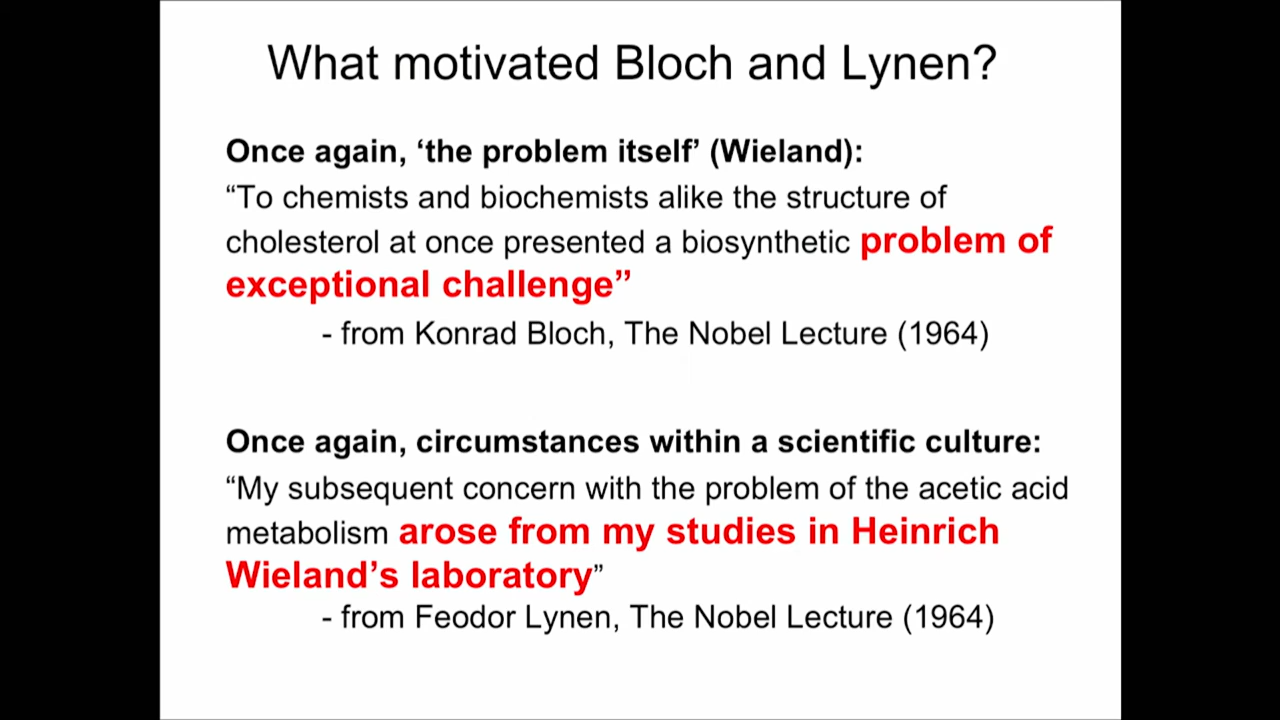 What motivated Bloch and Lynen?
Once again, ‘the problem itself’ (Wieland):
“To chemists and biochemists alike the structure of
cholesterol at once presented a biosynthetic problem of
exceptional challenge”
- from Konrad Bloch, The Nobel Lecture (1964)
Once again, circumstances within a scientific culture:
“My subsequent concern with the problem of the acetic acid
metabolism arose from my studies in Heinrich
Wieland’s laboratory”
- from Feodor Lynen, The Nobel Lecture (1964)